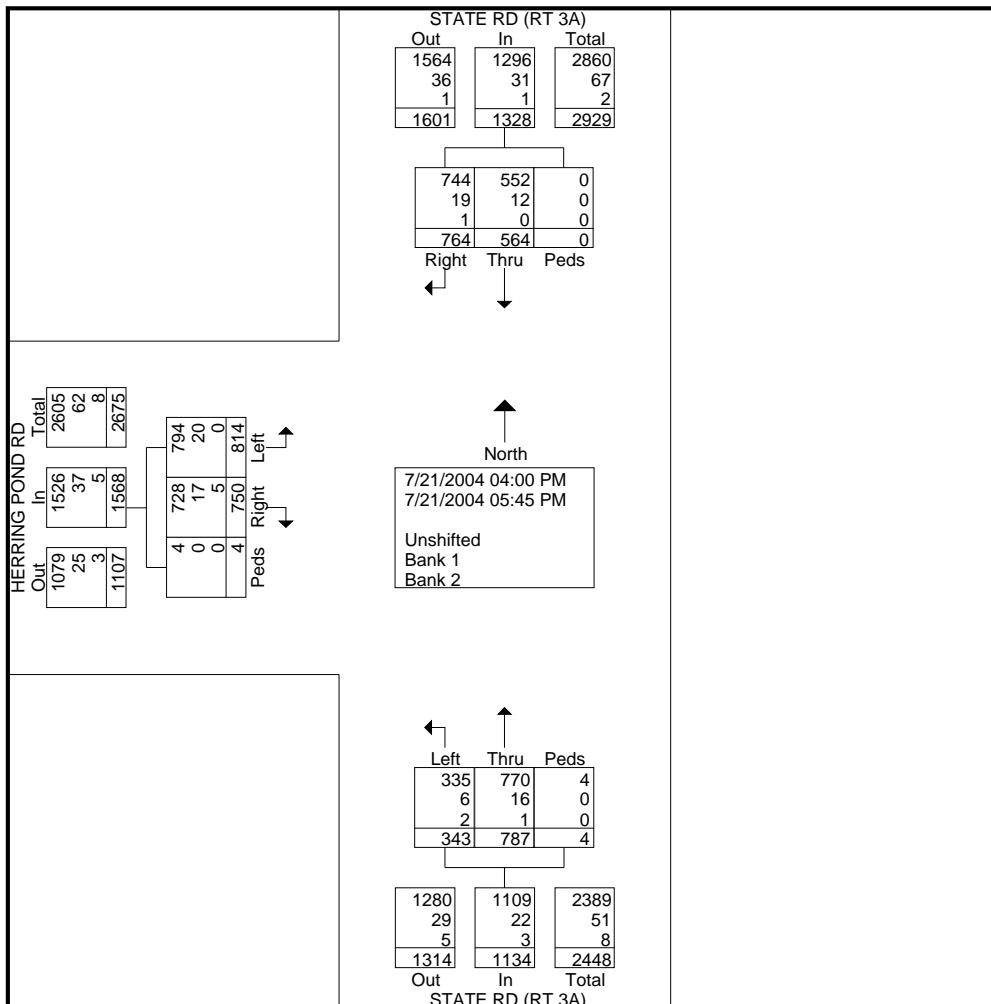 STATE RD (RT 3A)
Out In Total
1564 1296 2860
36 31 67
1 1 2
1601 1328 2929
744 552 0
19 12 0
1 0 0
764 564 0
Right Thru Peds
HERRING POND RD
Out In Total
1079 1526 2605
25 37 62
3 5 8
1107 1568 2675
4 728 794
0 17 20
0 5 0
4 750 814
Peds Right Left
North
7/21/2004 04:00 PM
7/21/2004 05:45 PM
Unshifted
Bank 1
Bank 2
Left Thru Peds
335 770 4
6 16 0
2 1 0
343 787 4
1280 1109 2389
29 22 51
5 3 8
1314 1134 2448
Out In Total
STATE RD (RT 3A)